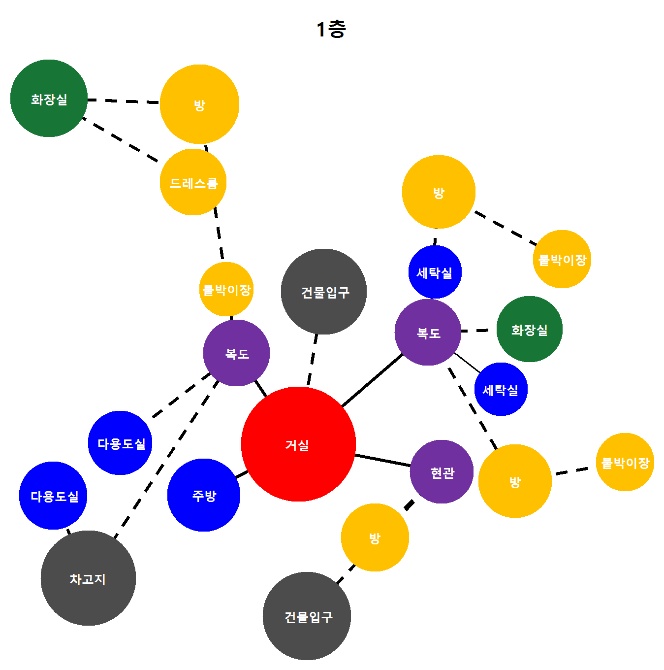 1층
화장실
방
드레스룸
방
붙박이장
세탁실
붙박이장
건물입구
복도
화장실
복도
세탁실
다용도실
거실
현관
붙박이장
방
다용도실
주방
방
차고지
건물입구